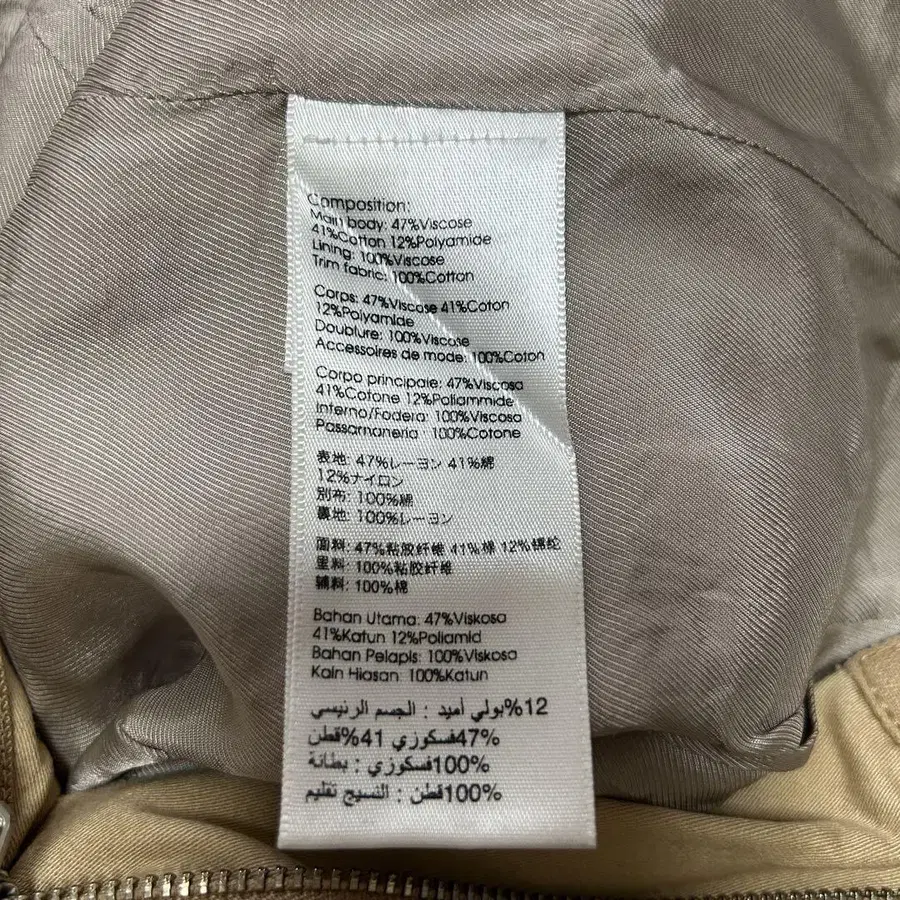 Composition:
Main body: 47%Viscose
41%Cotton 12%Polyamide
Lining: 100%Viscose
Trim fabric: 100%Cotton
Corps: 47%Viscose 41%Coton
12%Polyamide
Doublure: 100%Viscose
Accessoires de mode: 100%Coton
Corpo principale: 47%Viscosa
41%Cotone 12%Poliammide
Interno/Fodera: 100%Viscosa
Passamaneria: 100%Cotone
表地: 47%レーヨン 41%綿
12%ナイロン
別布: 100%綿
裏地: 100%レーヨン
面料: 47%粘胶纤维 41%棉 12%锦纶
里料: 100%粘胶纤维
辅料: 100%棉
Bahan Utama: 47%Viskosa
41%Katun 12%Poliamid
Bahan Pelapis: 100%Viskosa
Kain Hiasan: 100%Katun
12%بولي أميد : الجسم الرئيسي
47%فسكوزي 41%قطن
100%فسكوزي : بطانة
100%قطن : النسيج تقليم